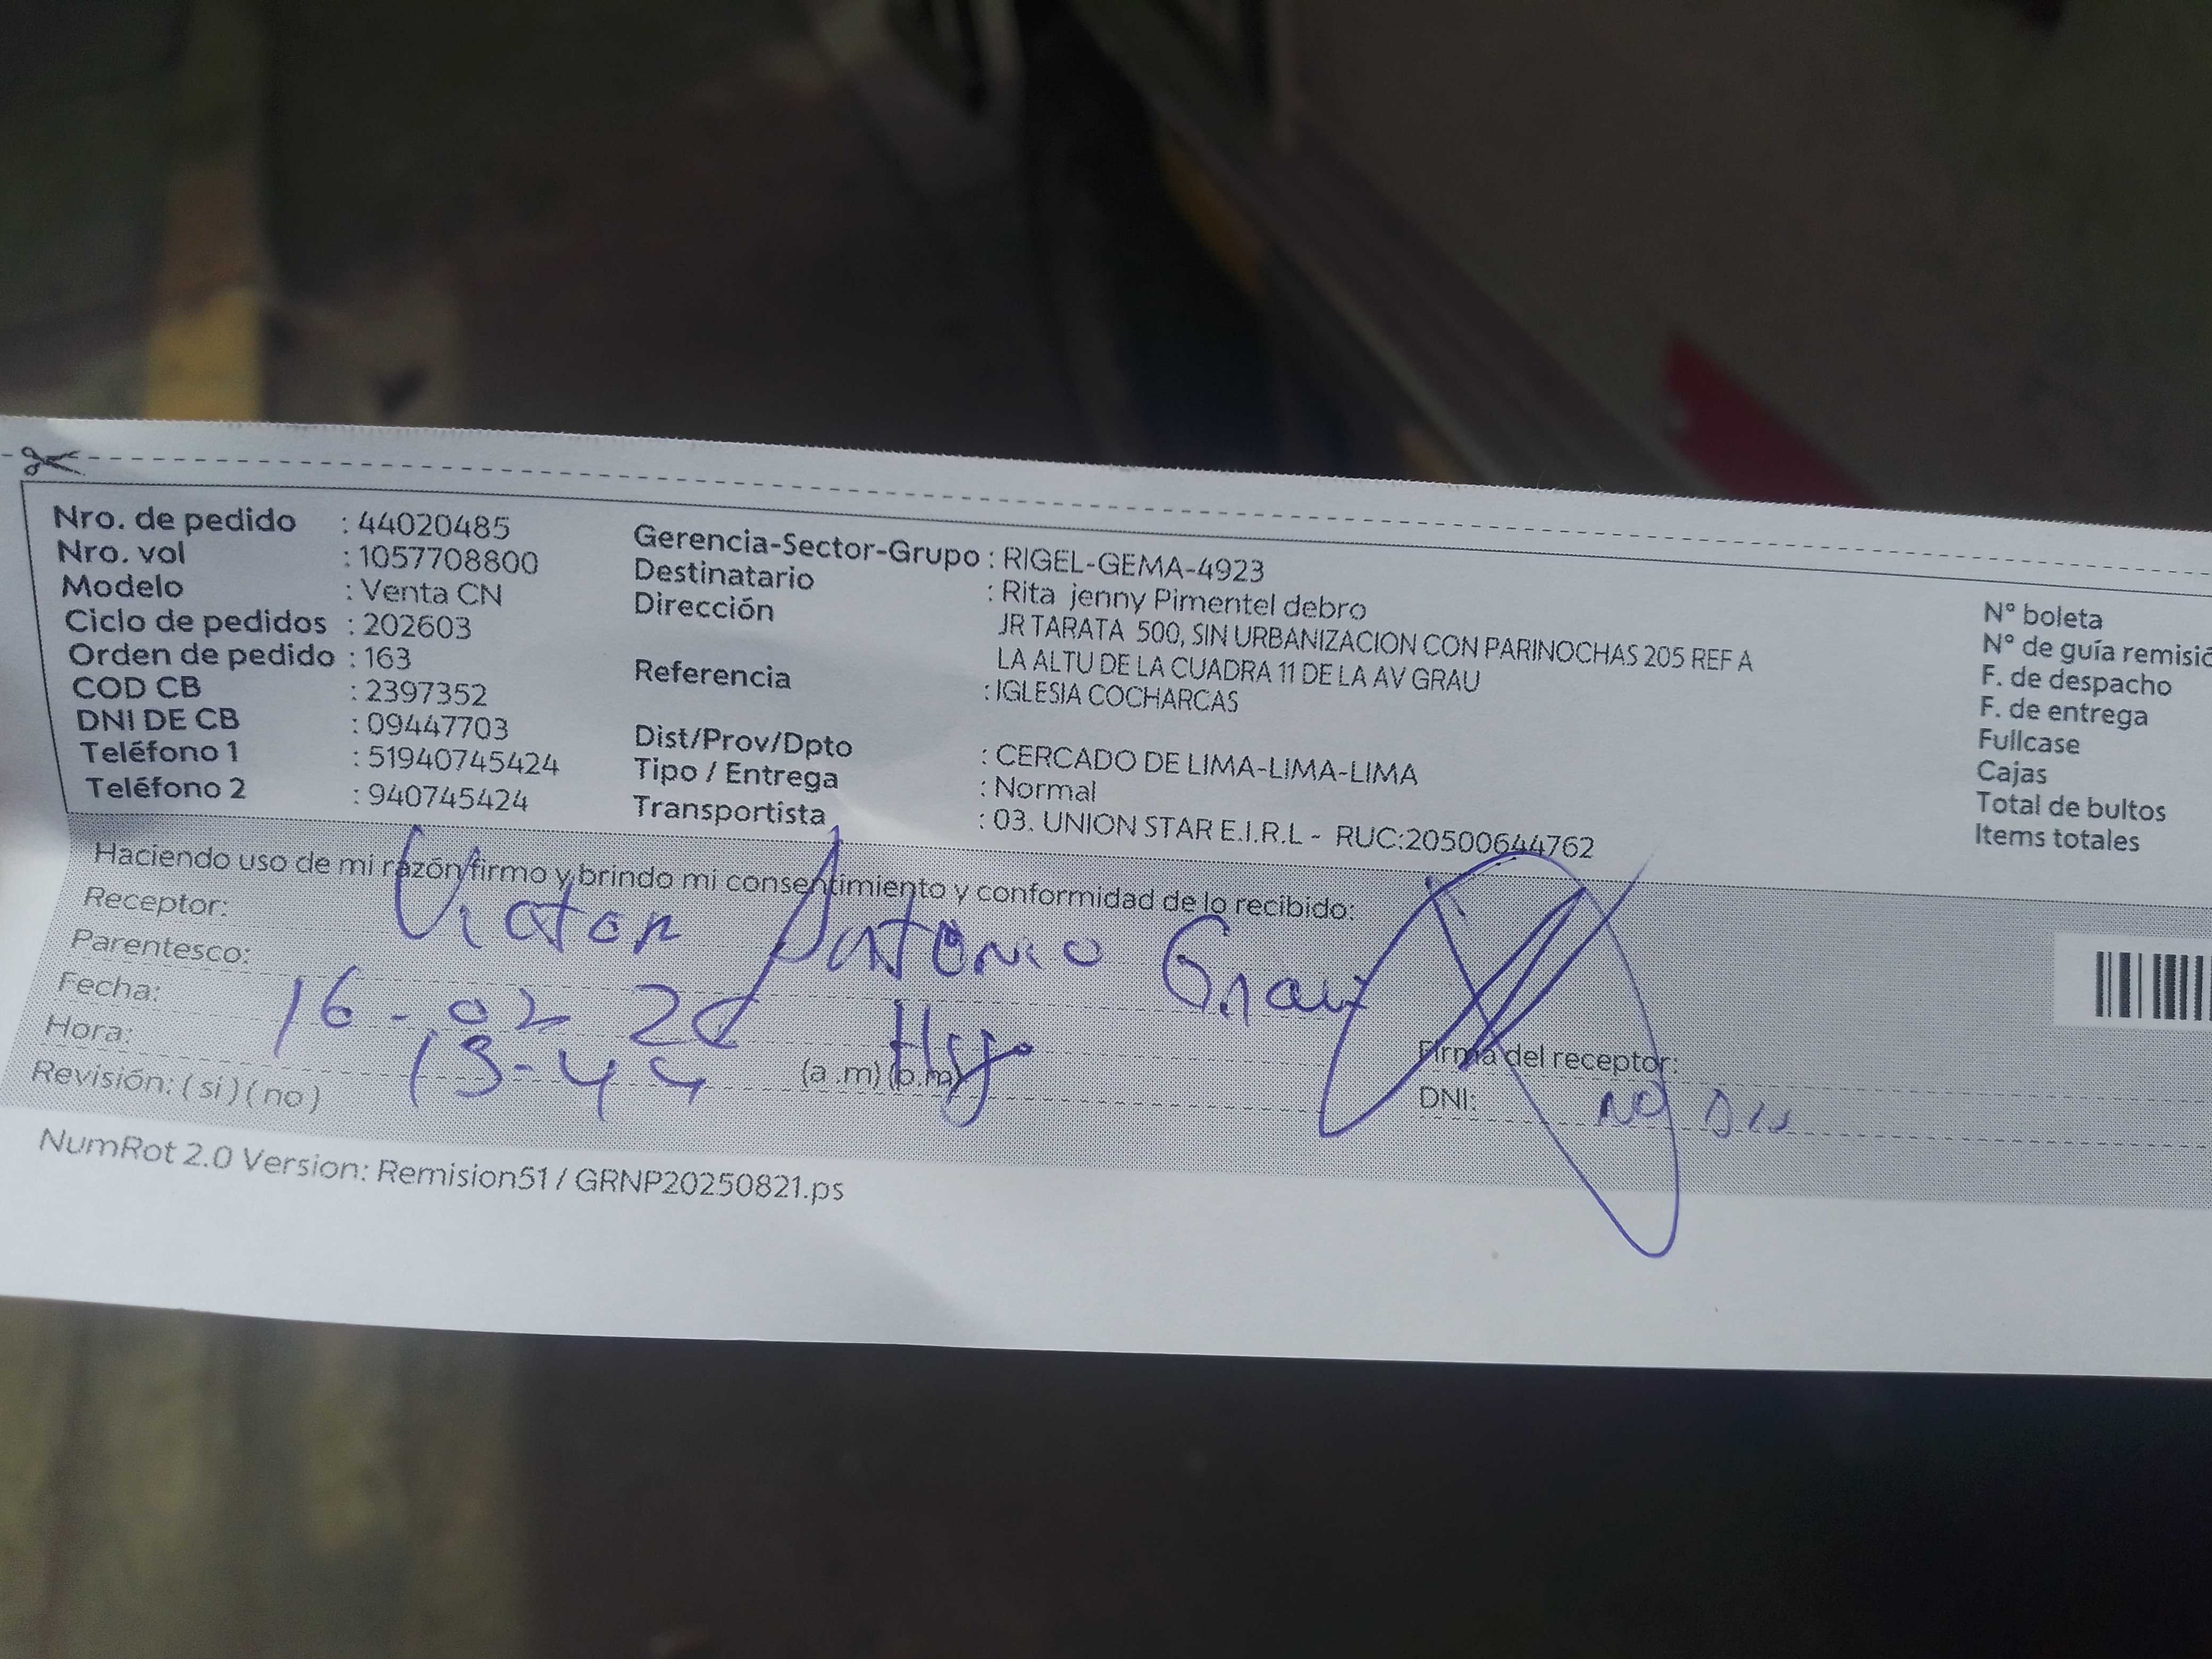 Nro. de pedido : 44020485
Nro. vol : 1057708800
Modelo : Venta CN
Ciclo de pedidos : 202603
Orden de pedido : 163
COD CB : 2397352
DNI DE CB : 09447703
Teléfono 1 : 51940745424
Teléfono 2 : 940745424
Gerencia-Sector-Grupo : RIGEL-GEMA-4923
Destinatario : Rita jenny Pimentel debro
Dirección JR TARATA 500, SIN URBANIZACION CON PARINOCHAS 205 REF A
LA ALTU DE LA CUADRA 11 DE LA AV GRAU
Referencia : IGLESIA COCHARCAS
Dist/Prov/Dpto : CERCADO DE LIMA-LIMA-LIMA
Tipo / Entrega : Normal
Transportista : 03. UNION STAR E.I.R.L - RUC:20500644762
N° boleta
N° de guía remisió
F. de despacho
F. de entrega
Fullcase
Cajas
Total de bultos
Items totales
Haciendo uso de mi razón firmo y brindo mi consentimiento y conformidad de lo recibido:
Receptor: Victor Antonio Grau
Parentesco:
Fecha: 16-02
Hora: 13-44 (a.m) (p.m)
Revisión: ( si ) ( no )
Firma del receptor:
DNI: NO
NumRot 2.0 Version: Remision51 / GRNP20250821.ps